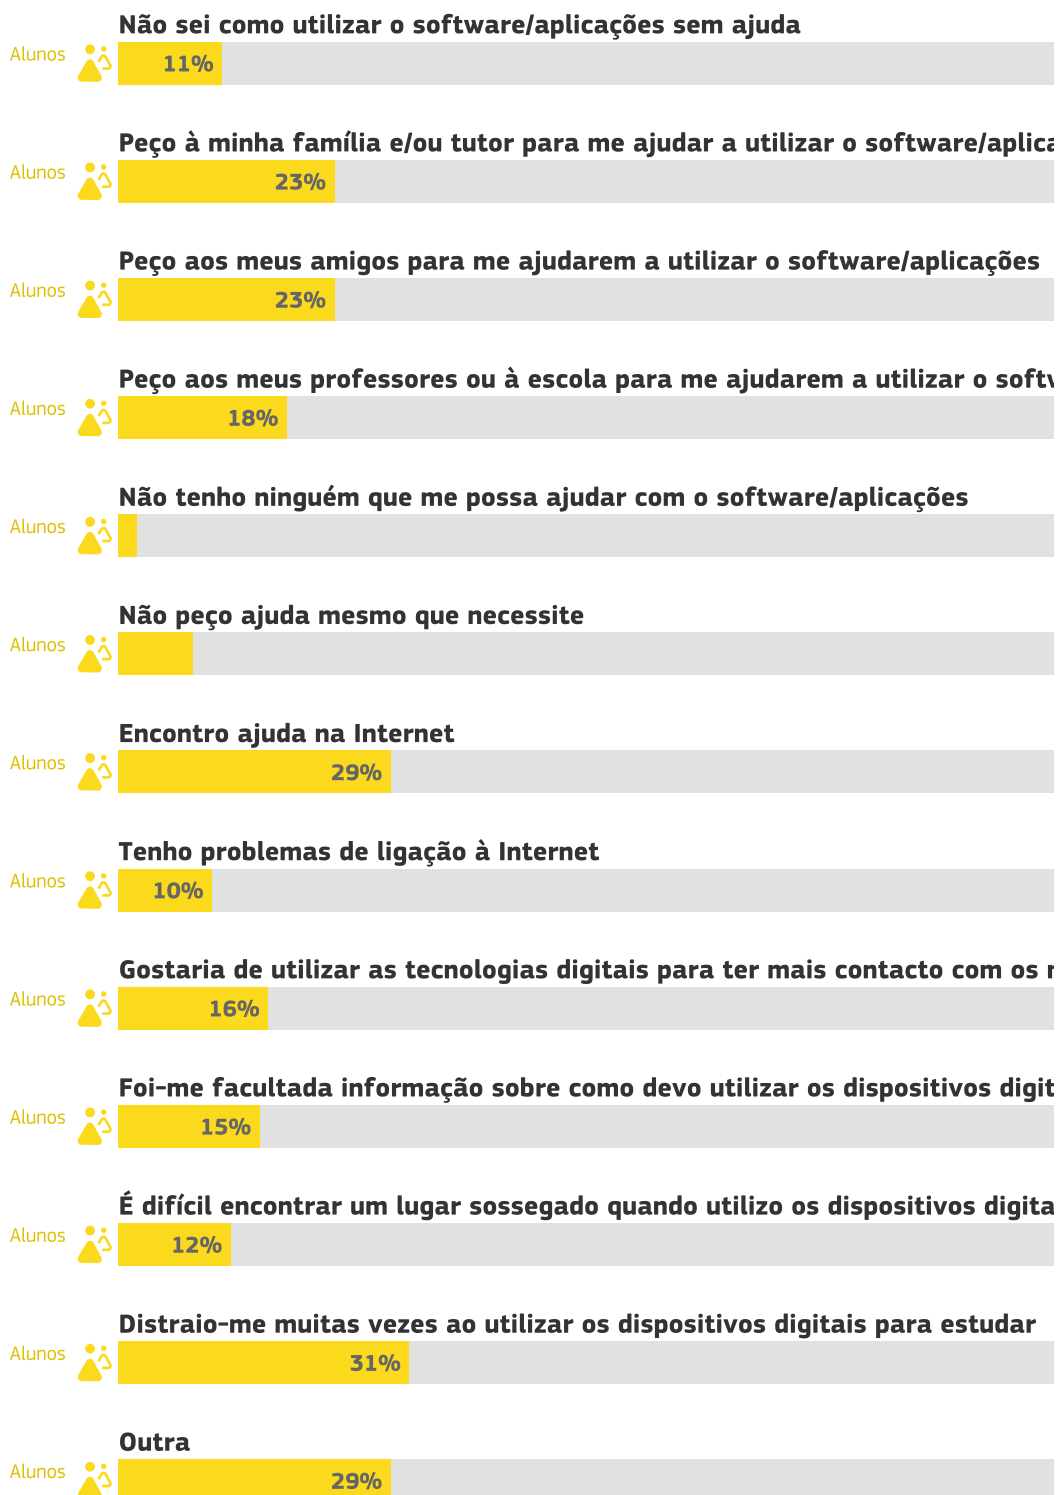 Não sei como utilizar o software/aplicações sem ajuda
Alunos
11%
Peço à minha família e/ou tutor para me ajudar a utilizar o software/aplica
Alunos
23%
Peço aos meus amigos para me ajudarem a utilizar o software/aplicações
Alunos
23%
Peço aos meus professores ou à escola para me ajudarem a utilizar o softw
Alunos
18%
Não tenho ninguém que me possa ajudar com o software/aplicações
Alunos
Não peço ajuda mesmo que necessite
Alunos
Encontro ajuda na Internet
Alunos
29%
Tenho problemas de ligação à Internet
Alunos
10%
Gostaria de utilizar as tecnologias digitais para ter mais contacto com os
Alunos
16%
Foi-me facultada informação sobre como devo utilizar os dispositivos digit
Alunos
15%
É difícil encontrar um lugar sossegado quando utilizo os dispositivos digita
Alunos
12%
Distraio-me muitas vezes ao utilizar os dispositivos digitais para estudar
Alunos
31%
Outra
Alunos
29%